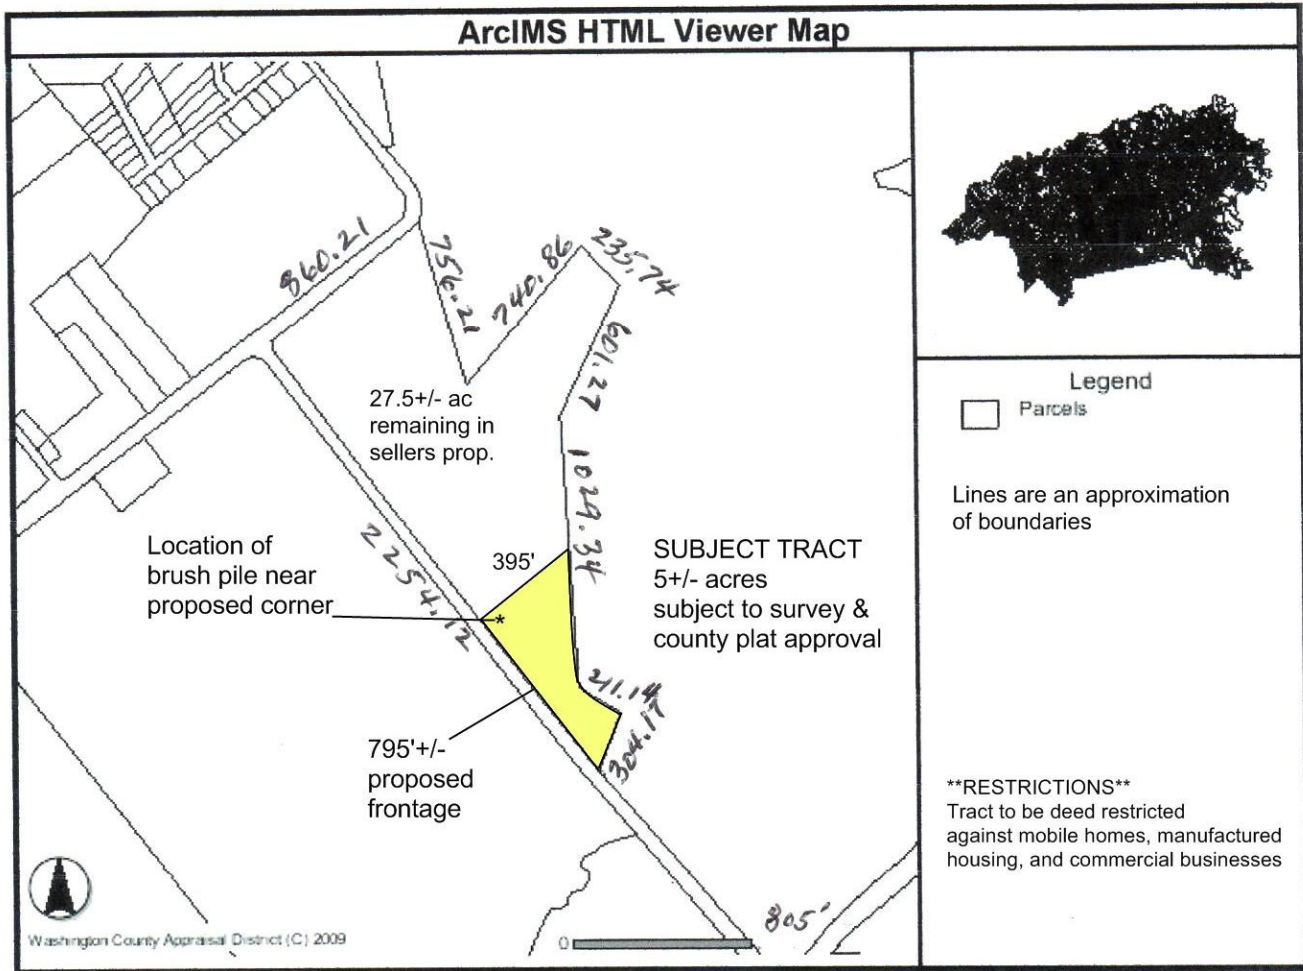 ArcIMS HTML Viewer Map
860.21
756.21
740.86
235.74
601.27
27.5+/- ac
remaining in
sellers prop.
1029.34
2254.12
Location of
brush pile near
proposed corner
395'
*
SUBJECT TRACT
5+/- acres
subject to survey &
county plat approval
211.14
304.17
795'+/-
proposed
frontage
0
805'
Washington County Appraisal District (C) 2009
Legend
Parcels
Lines are an approximation
of boundaries
**RESTRICTIONS**
Tract to be deed restricted
against mobile homes, manufactured
housing, and commercial businesses